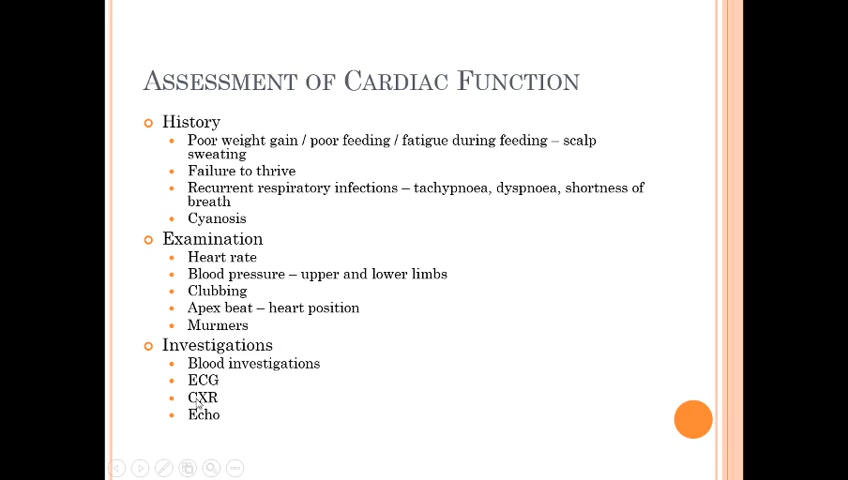 Assessment of Cardiac Function
History
Poor weight gain / poor feeding / fatigue during feeding – scalp
sweating
Failure to thrive
Recurrent respiratory infections – tachypnoea, dyspnoea, shortness of
breath
Cyanosis
Examination
Heart rate
Blood pressure – upper and lower limbs
Clubbing
Apex beat – heart position
Murmers
Investigations
Blood investigations
ECG
CXR
Echo